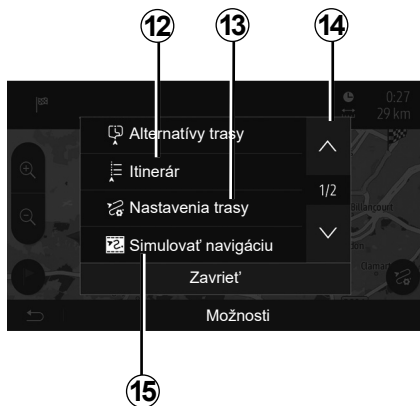 12 13 14
0:27
29 km
Alternatívy trasy
Itinerár
1/2
Nastavenia trasy
Billancourt
Simulovať navigáciu
Zavrieť
Možnosti
15